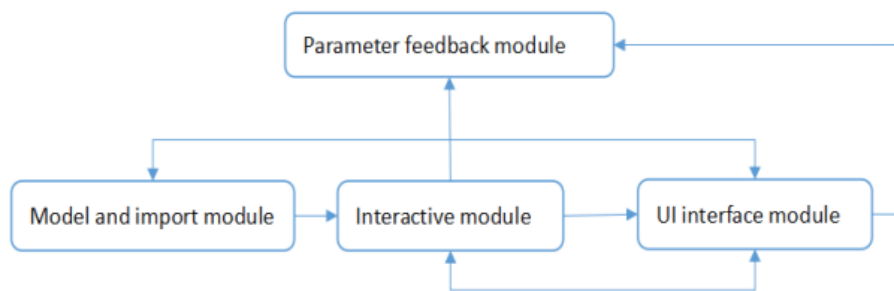 Parameter feedback module
Model and import module
Interactive module
UI interface module